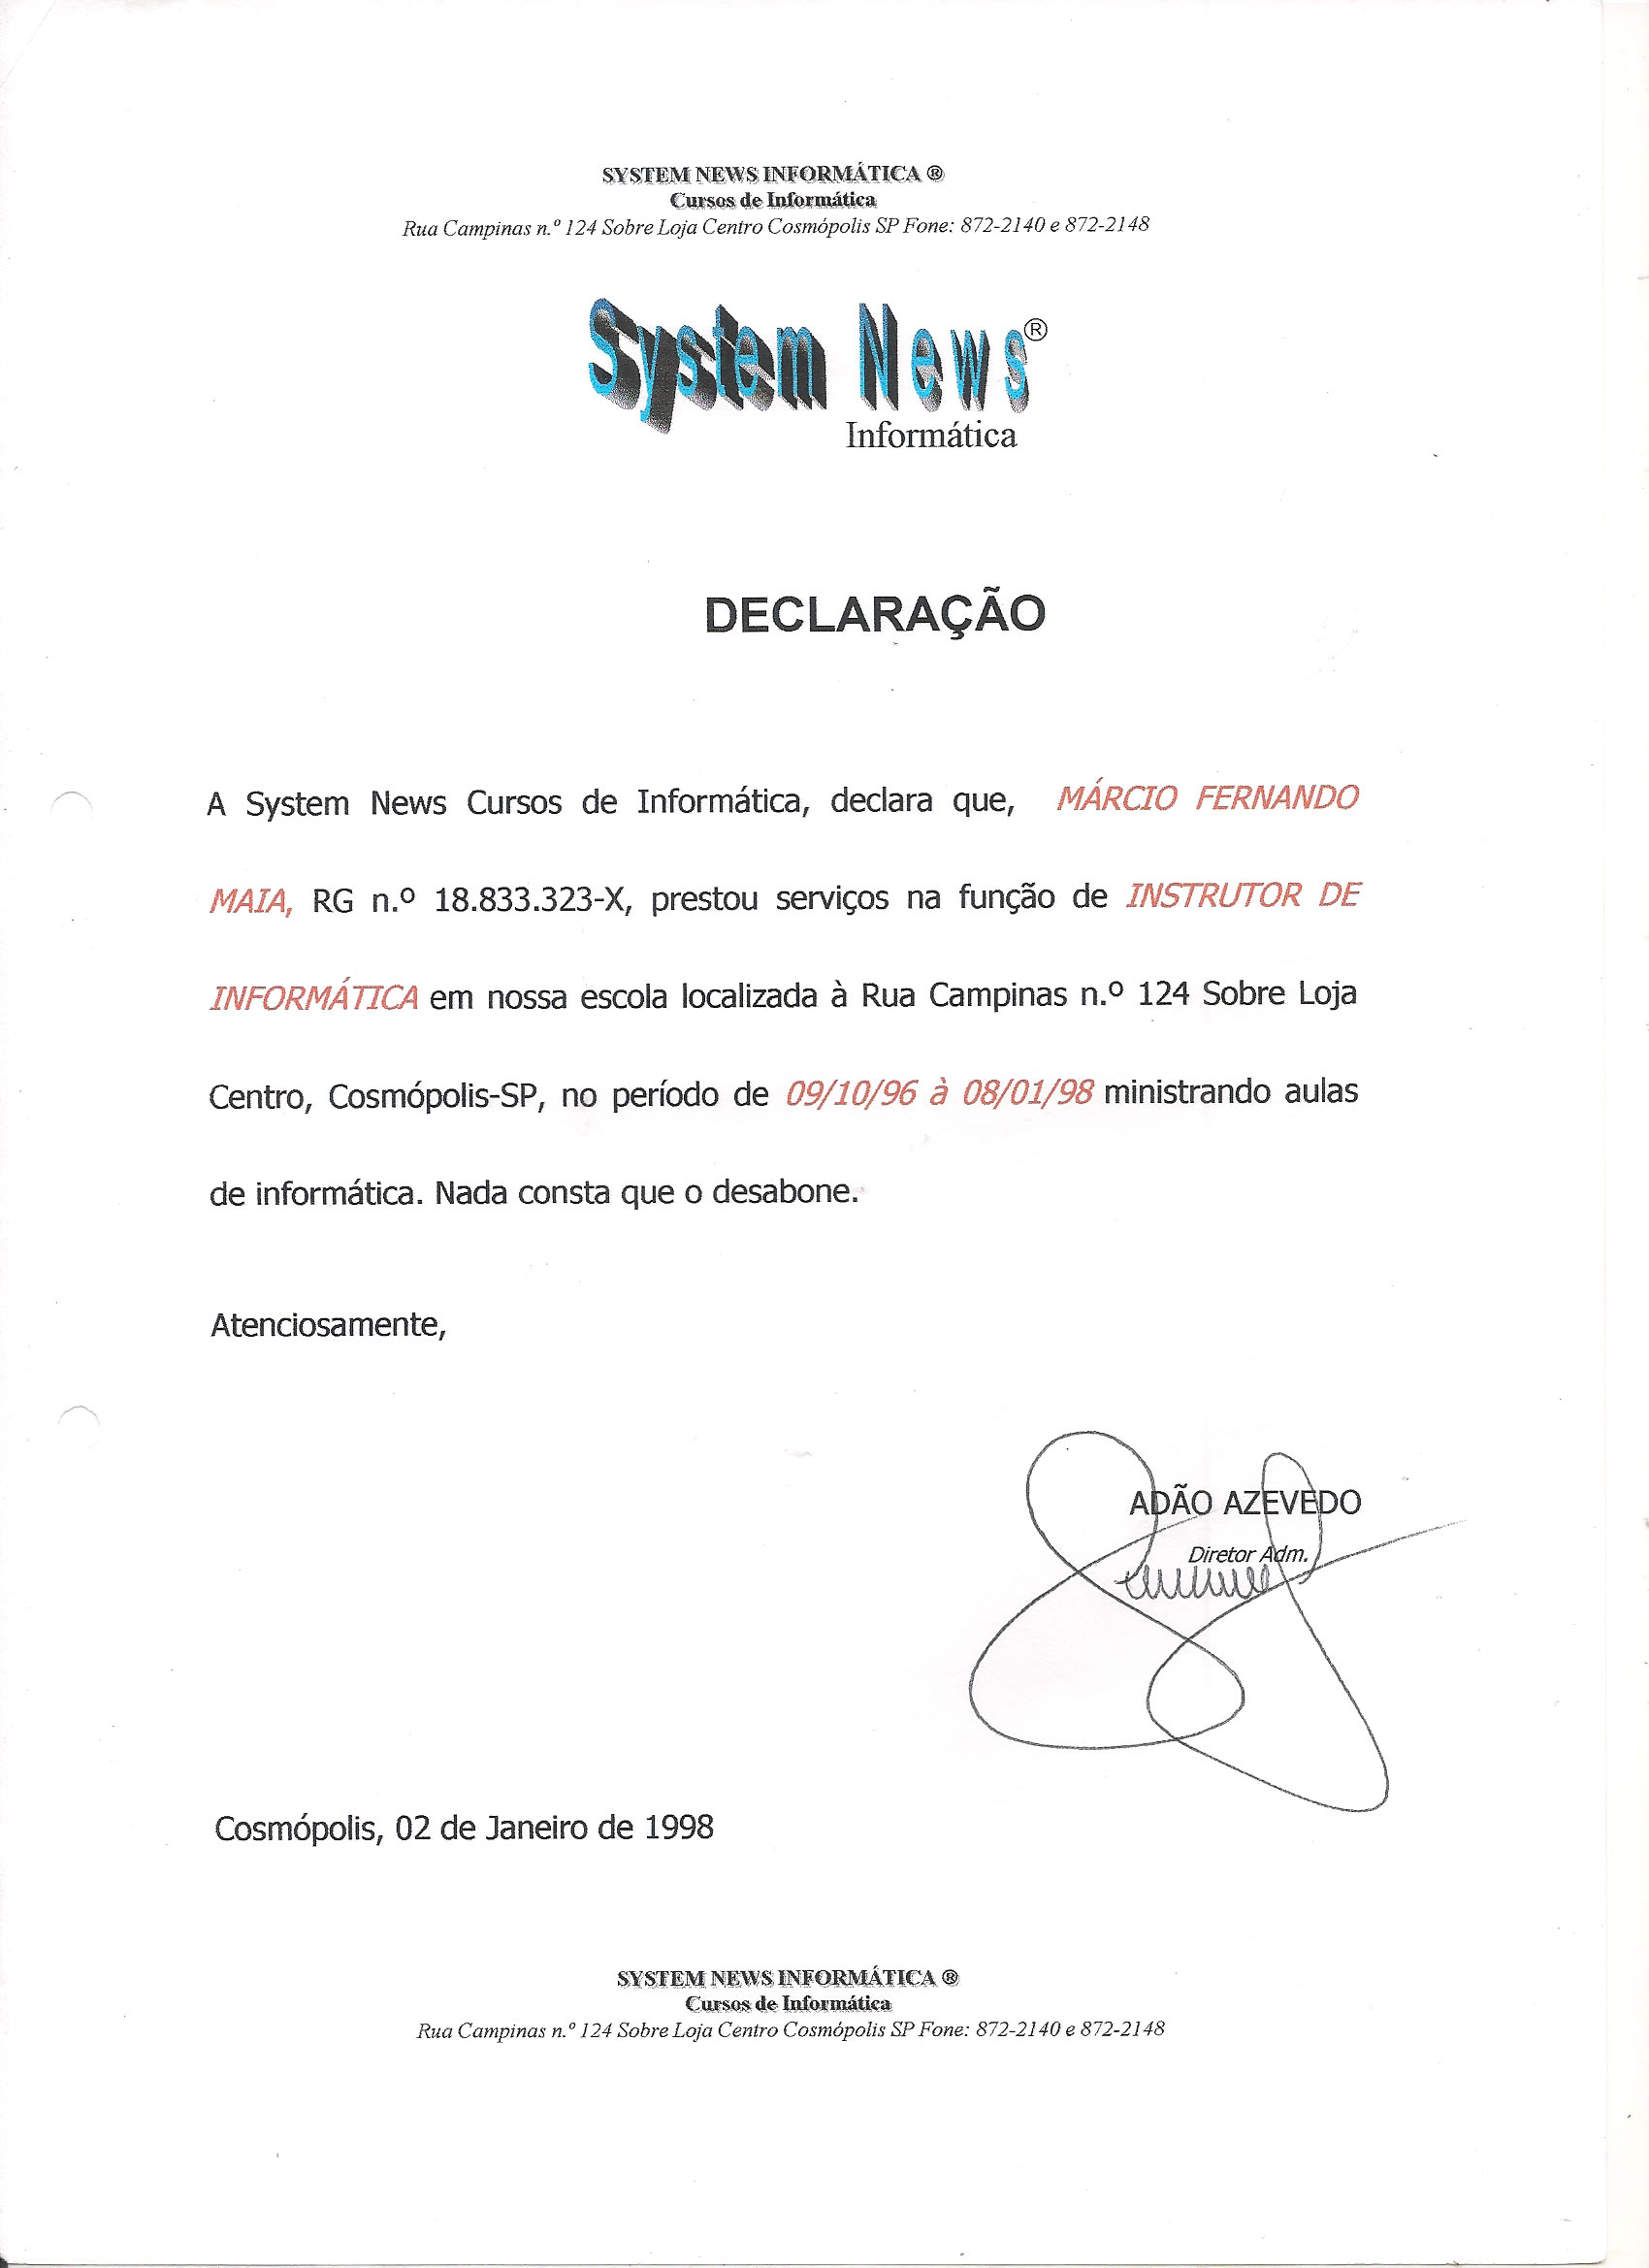 SYSTEM NEWS INFORMÁTICA ®
Cursos de Informática
Rua Campinas n.º 124 Sobre Loja Centro Cosmópolis SP Fone: 872-2140 e 872-2148
System News®
Informática
DECLARAÇÃO
A System News Cursos de Informática, declara que, MÁRCIO FERNANDO
MAIA, RG n.º 18.833.323-X, prestou serviços na função de INSTRUTOR DE
INFORMÁTICA em nossa escola localizada à Rua Campinas n.º 124 Sobre Loja
Centro, Cosmópolis-SP, no período de 09/10/96 à 08/01/98 ministrando aulas
de informática. Nada consta que o desabone.
Atenciosamente,
ADÃO AZEVEDO
Diretor Adm.
Cosmópolis, 02 de Janeiro de 1998
SYSTEM NEWS INFORMÁTICA ®
Cursos de Informática
Rua Campinas n.º 124 Sobre Loja Centro Cosmópolis SP Fone: 872-2140 e 872-2148